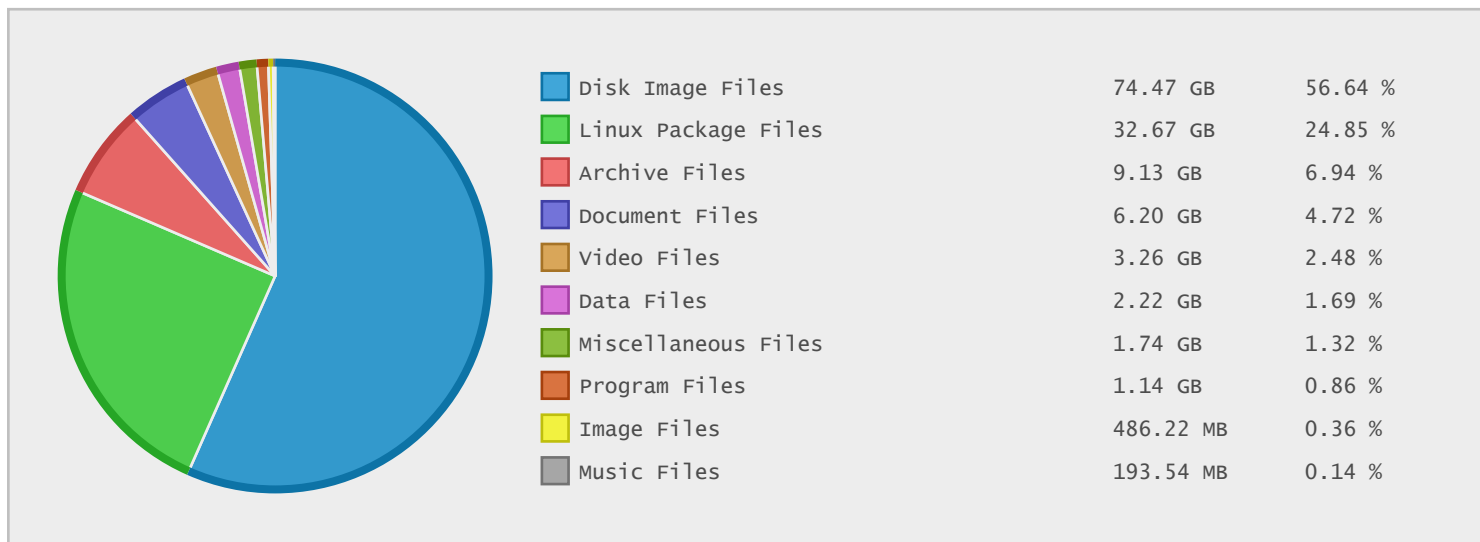 Disk Image Files 74.47 GB 56.64 %
Linux Package Files 32.67 GB 24.85 %
Archive Files 9.13 GB 6.94 %
Document Files 6.20 GB 4.72 %
Video Files 3.26 GB 2.48 %
Data Files 2.22 GB 1.69 %
Miscellaneous Files 1.74 GB 1.32 %
Program Files 1.14 GB 0.86 %
Image Files 486.22 MB 0.36 %
Music Files 193.54 MB 0.14 %